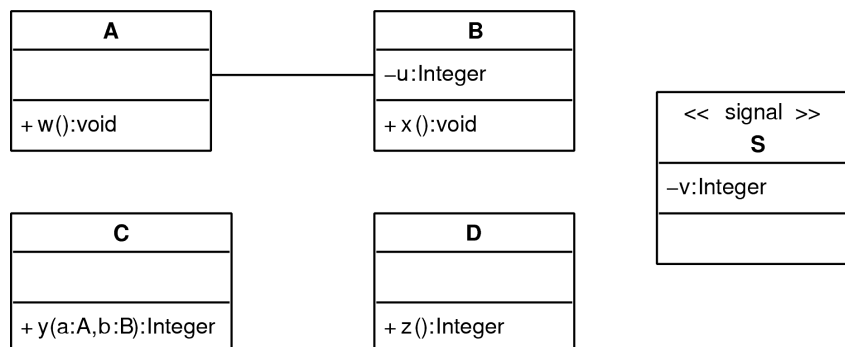 A
+ w():void
B
–u:Integer
+ x():void
<< signal >>
S
–v:Integer
C
+ y(a:A,b:B):Integer
D
+ z():Integer